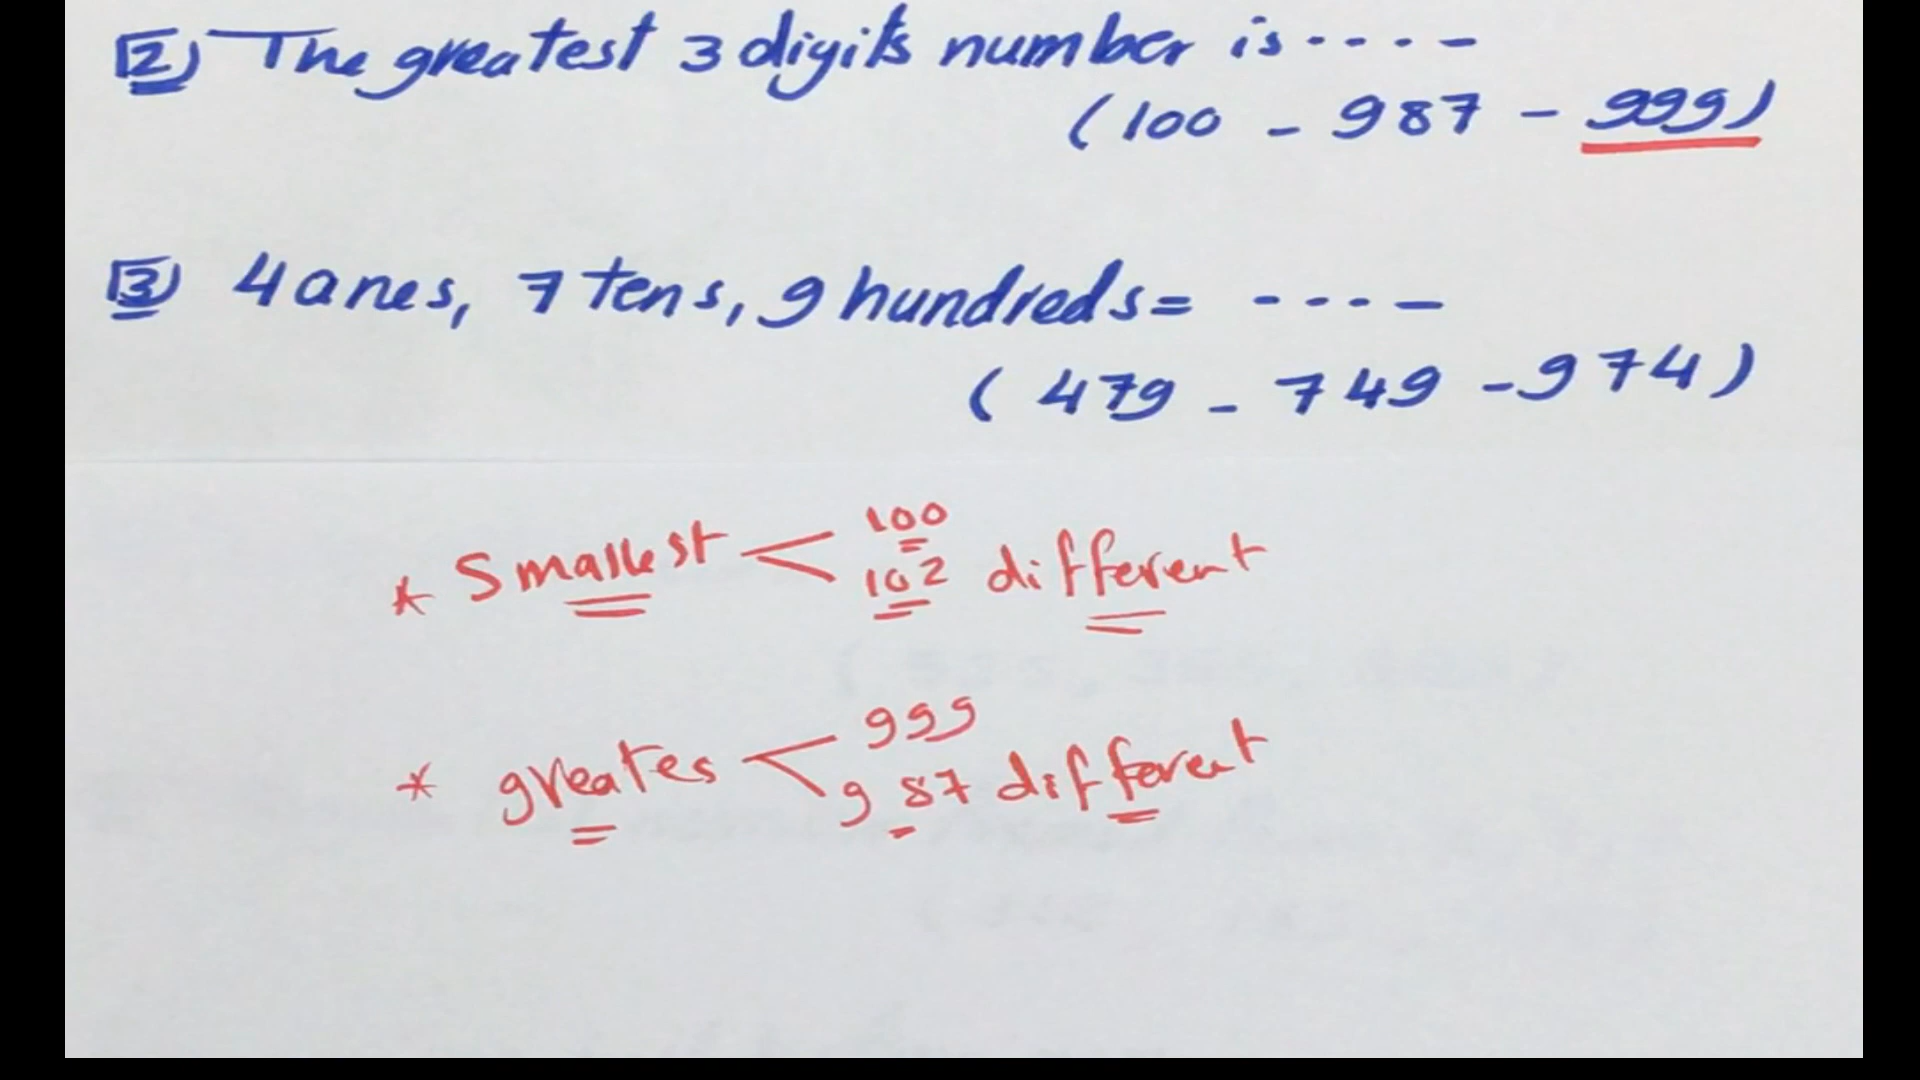 2) The greatest 3 digits number is ----
(100 - 987 - 999)
3) 4 anes, 7 tens, 9 hundreds = ----
(479 - 749 - 974)
* Smallest < 100
102 different
* greates < 999
987 different